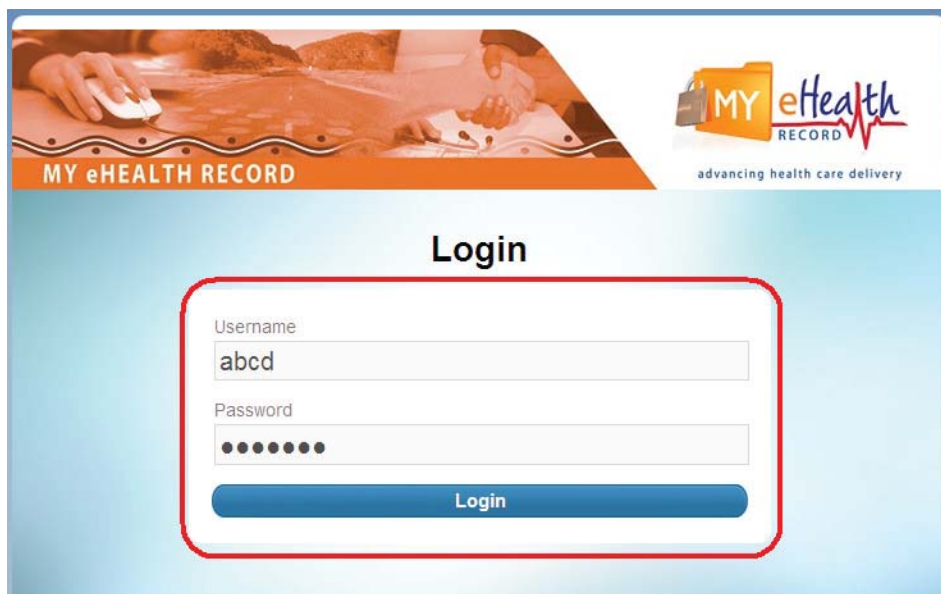 MY eHealth
RECORD
MY eHEALTH RECORD
advancing health care delivery
Login
Username
abcd
Password
●●●●●●●
Login